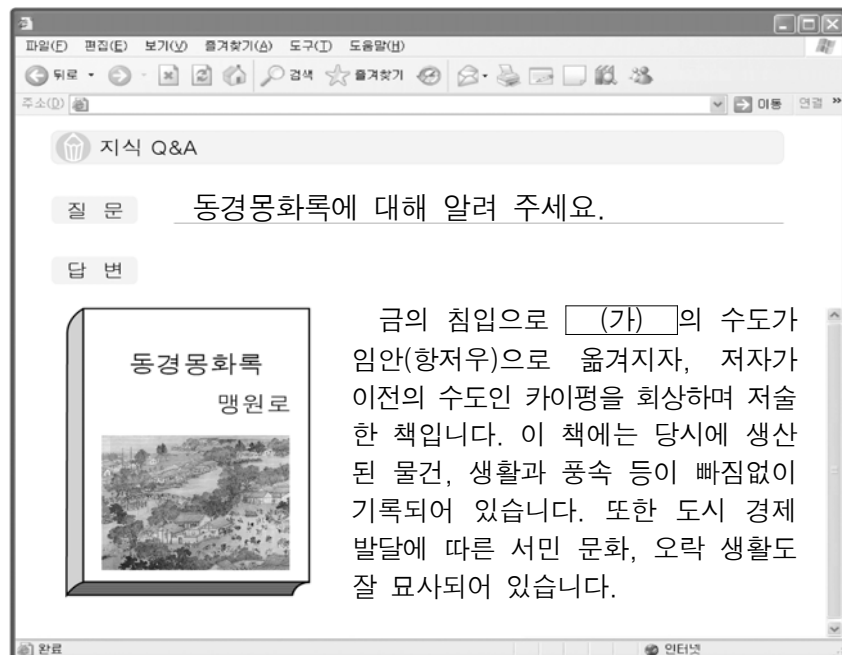 파일(F) 편집(E) 보기(V) 즐겨찾기(A) 도구(T) 도움말(H)
뒤로 검색 즐겨찾기
주소(D) 이동 연결 »
지식 Q&A
질 문 동경몽화록에 대해 알려 주세요.
답 변
동경몽화록
맹원로
금의 침입으로 (가) 의 수도가
임안(항저우)으로 옮겨지자, 저자가
이전의 수도인 카이펑을 회상하며 저술
한 책입니다. 이 책에는 당시에 생산
된 물건, 생활과 풍속 등이 빠짐없이
기록되어 있습니다. 또한 도시 경제
발달에 따른 서민 문화, 오락 생활도
잘 묘사되어 있습니다.
완료 인터넷